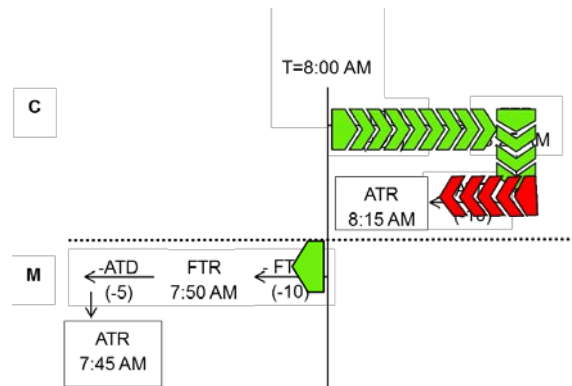 T=8:00 AM
C
M
ATR
8:15 AM
-ATD
FTR
(-5)
7:50 AM
(-10)
M
ATR
7:45 AM